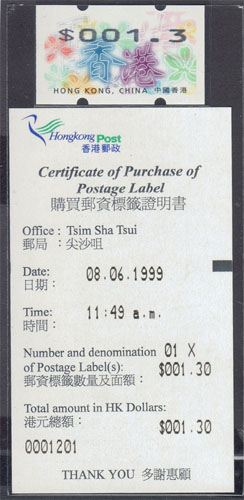 $001.3
香港
HONG KONG, CHINA 中國香港
Hongkong Post
香港郵政
Certificate of Purchase of
Postage Label
購買郵資標籤證明書
Office : Tsim Sha Tsui
郵局 : 尖沙咀
Date: 08.06.1999
日期 :
Time: 11:49 a.m.
時間 :
Number and denomination 01 X
of Postage Label(s): $001.30
郵資標籤數量及面額 :
Total amount in HK Dollars:
港元總額 : $001.30
0001201
THANK YOU 多謝惠顧